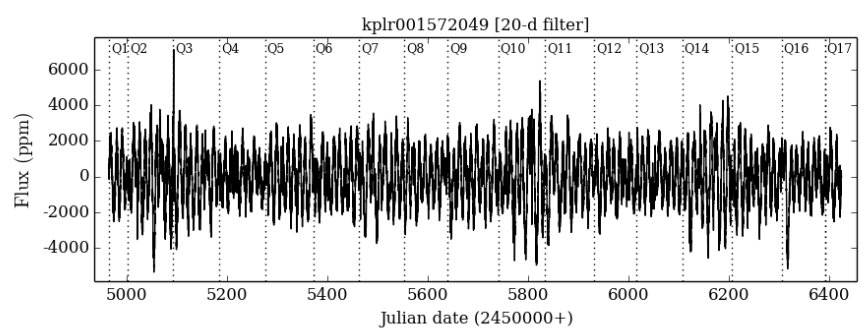 kplr001572049 [20-d filter]
Q1 Q2 Q3 Q4 Q5 Q6 Q7 Q8 Q9 Q10 Q11 Q12 Q13 Q14 Q15 Q16 Q17
6000
4000
2000
0
-2000
-4000
Flux (ppm)
5000 5200 5400 5600 5800 6000 6200 6400
Julian date (2450000+)